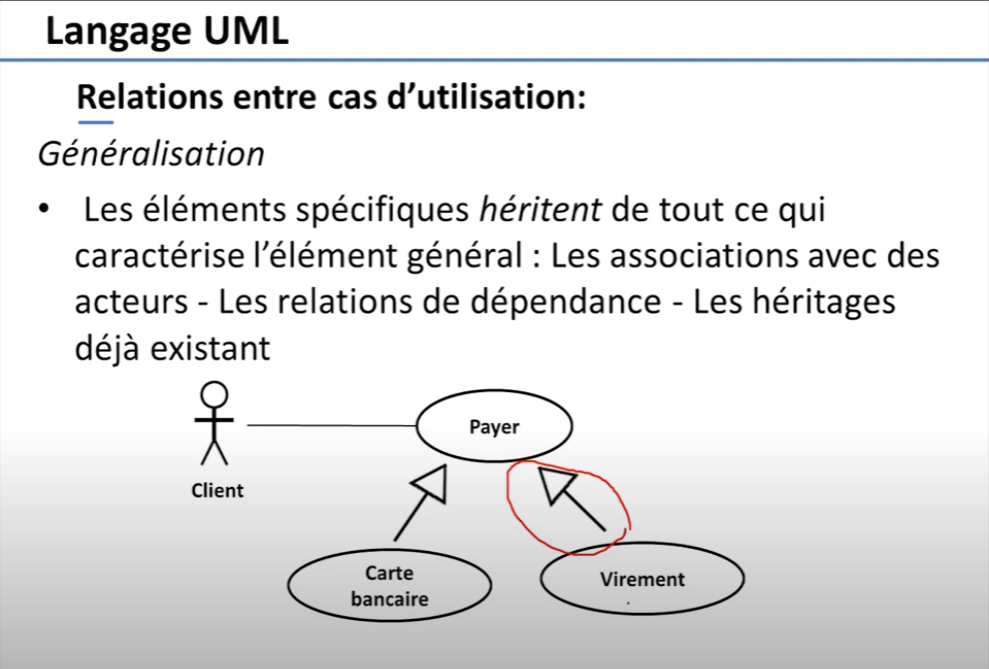 Langage UML
Relations entre cas d’utilisation:
Généralisation
• Les éléments spécifiques héritent de tout ce qui
caractérise l’élément général : Les associations avec des
acteurs - Les relations de dépendance - Les héritages
déjà existant
Payer
Client
Carte
bancaire
Virement